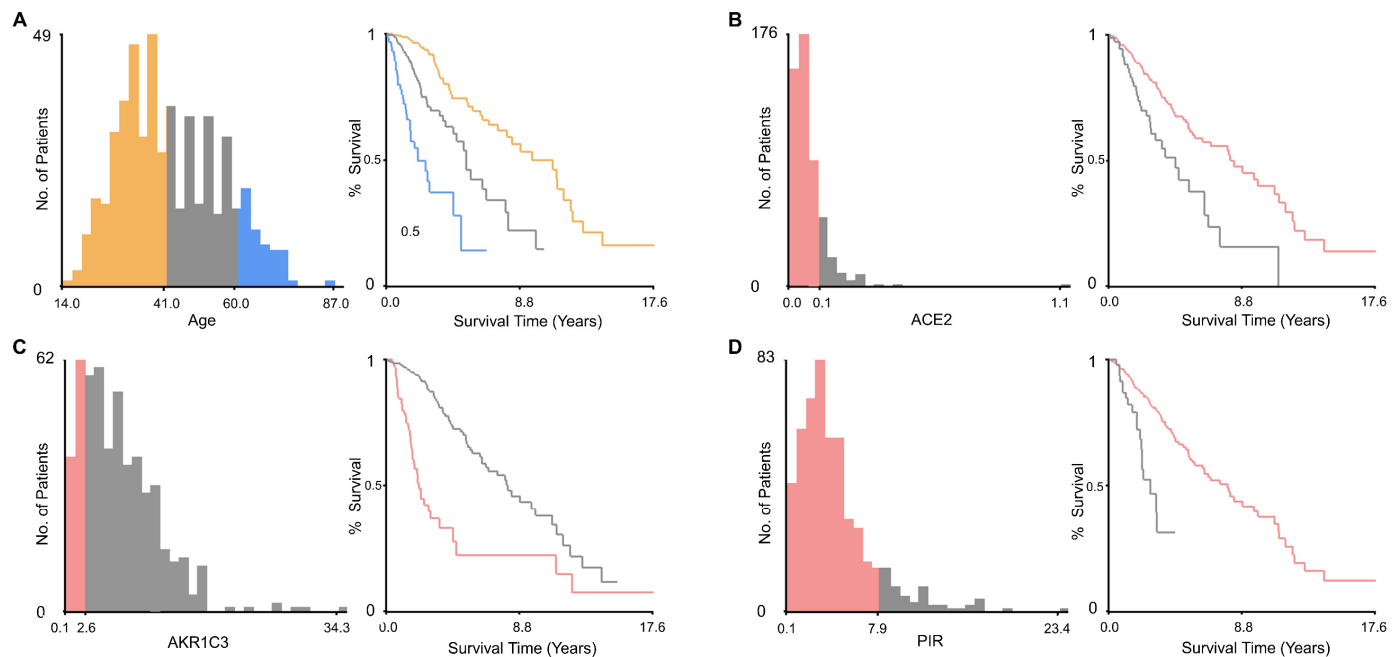 A
49
No. of Patients
0
14.0 41.0 60.0 87.0
Age
1
% Survival
0.5
0.5
0
0.0 8.8 17.6
Survival Time (Years)
B
176
No. of Patients
0
0.0 0.1 1.1
ACE2
1
% Survival
0.5
0
0.0 8.8 17.6
Survival Time (Years)
C
62
No. of Patients
0
0.1 2.6 34.3
AKR1C3
1
% Survival
0.5
0
0.0 8.8 17.6
Survival Time (Years)
D
83
No. of Patients
0
0.1 7.9 23.4
PIR
1
% Survival
0.5
0
0.0 8.8 17.6
Survival Time (Years)